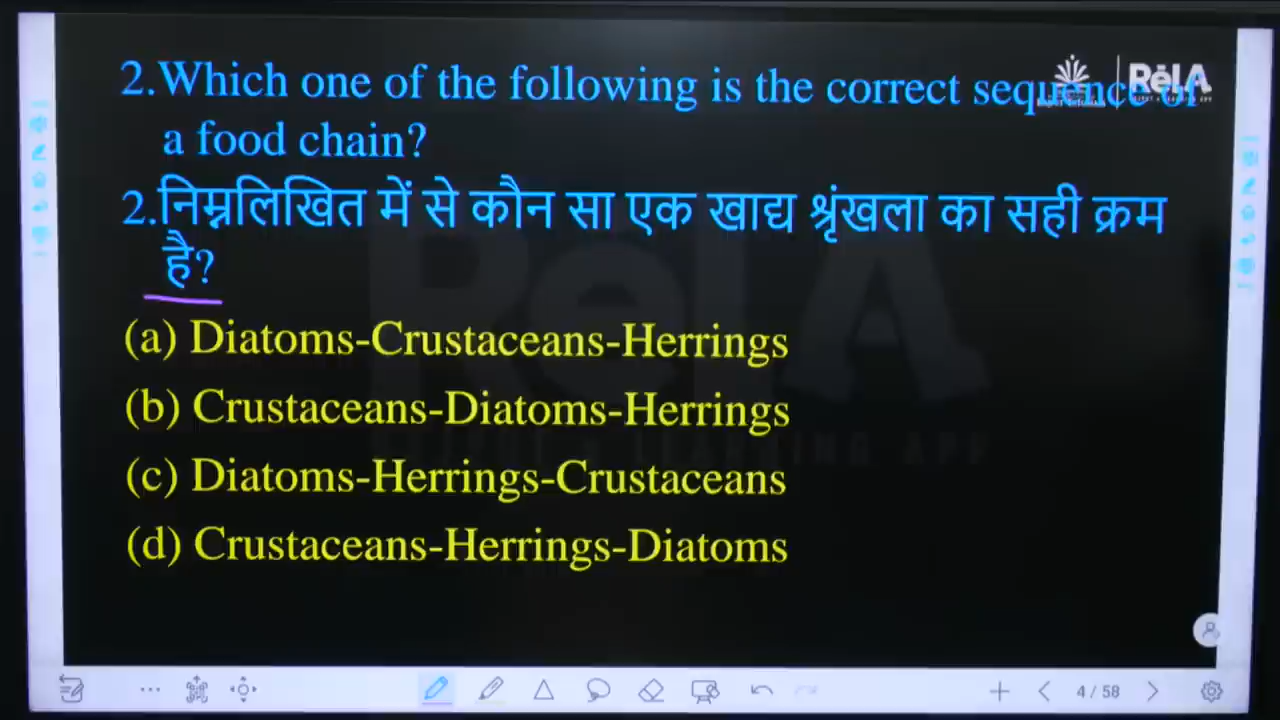 2.Which one of the following is the correct sequence of
a food chain?
2.निम्नलिखित में से कौन सा एक खाद्य श्रृंखला का सही क्रम
है?
(a) Diatoms-Crustaceans-Herrings
(b) Crustaceans-Diatoms-Herrings
(c) Diatoms-Herrings-Crustaceans
(d) Crustaceans-Herrings-Diatoms
RelA
4 / 58